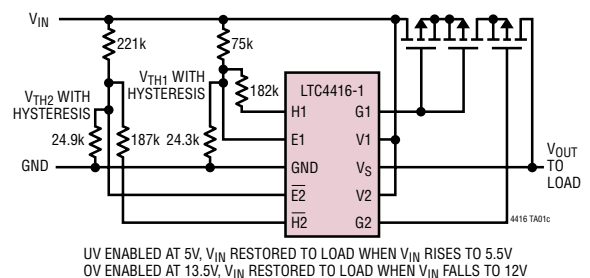 VIN
221k
75k
VTH1 WITH
HYSTERESIS
182k
LTC4416-1
VTH2 WITH
HYSTERESIS
H1
G1
24.9k
187k
24.3k
E1
V1
GND
GND
VS
VOUT
TO
LOAD
E2
V2
H2
G2
4416 TA01c
UV ENABLED AT 5V, VIN RESTORED TO LOAD WHEN VIN RISES TO 5.5V
OV ENABLED AT 13.5V, VIN RESTORED TO LOAD WHEN VIN FALLS TO 12V